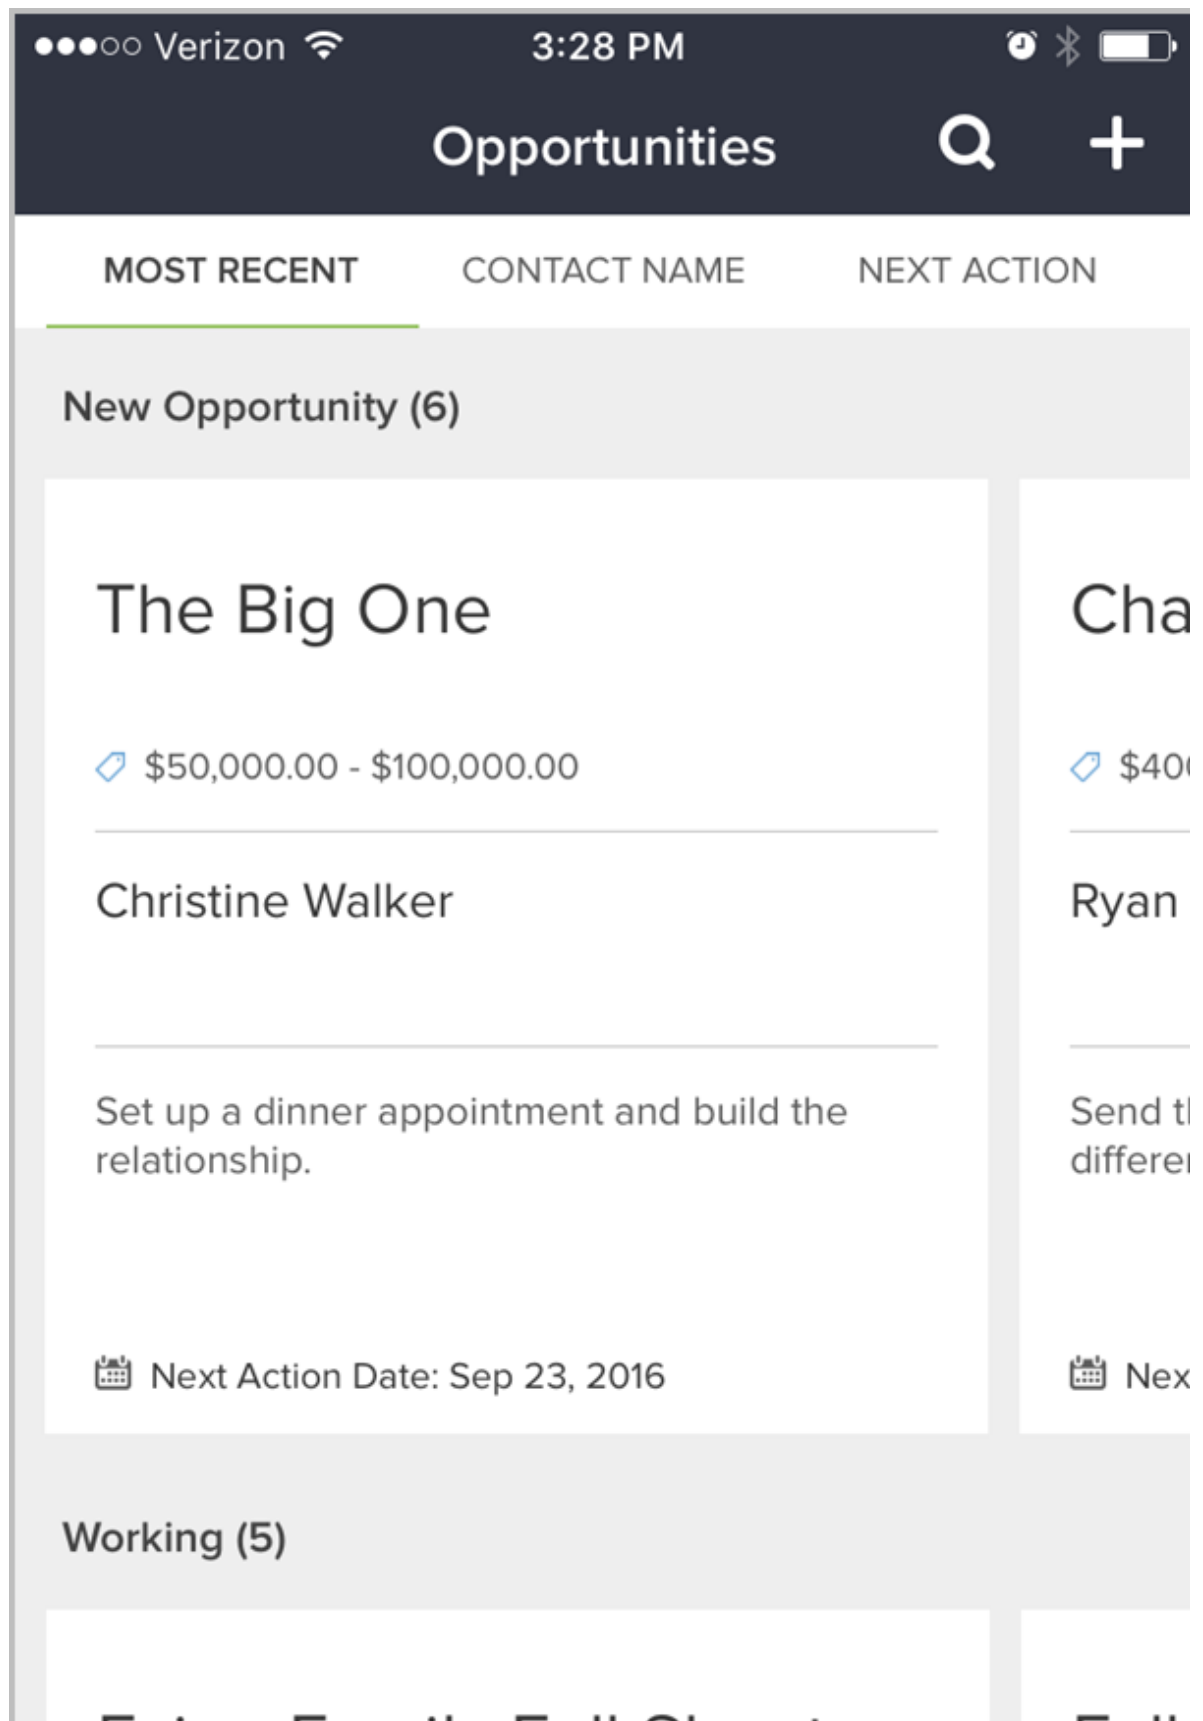 Verizon 3:28 PM
Opportunities
MOST RECENT CONTACT NAME NEXT ACTION
New Opportunity (6)
The Big One
$50,000.00 - $100,000.00
Christine Walker
Set up a dinner appointment and build the
relationship.
Next Action Date: Sep 23, 2016
Ryan
Send
Working (5)